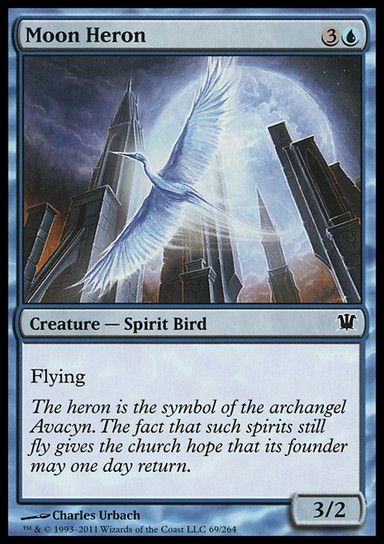 Moon Heron 3
Creature — Spirit Bird
Flying
The heron is the symbol of the archangel
Avacyn. The fact that such spirits still
fly gives the church hope that its founder
may one day return.
Charles Urbach
™ & © 1993-2011 Wizards of the Coast LLC 69/264
3/2